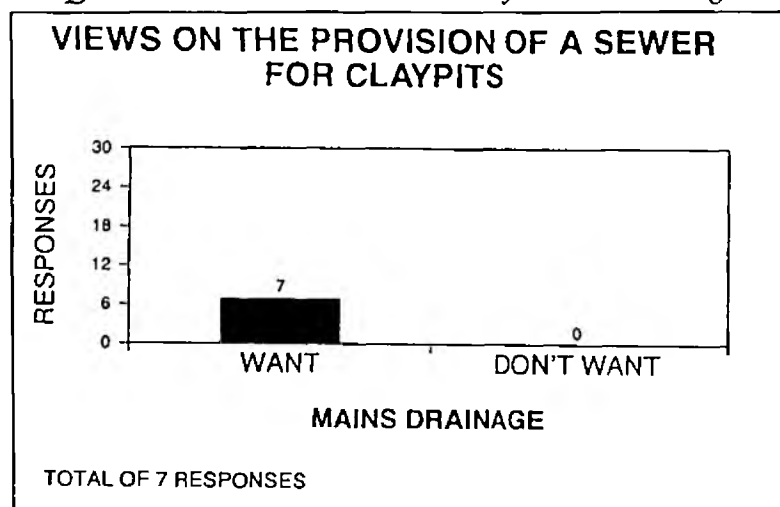 VIEWS ON THE PROVISION OF A SEWER
FOR CLAYPITS
RESPONSES
30
24
18
12
6
0
7
0
WANT
DON'T WANT
MAINS DRAINAGE
TOTAL OF 7 RESPONSES